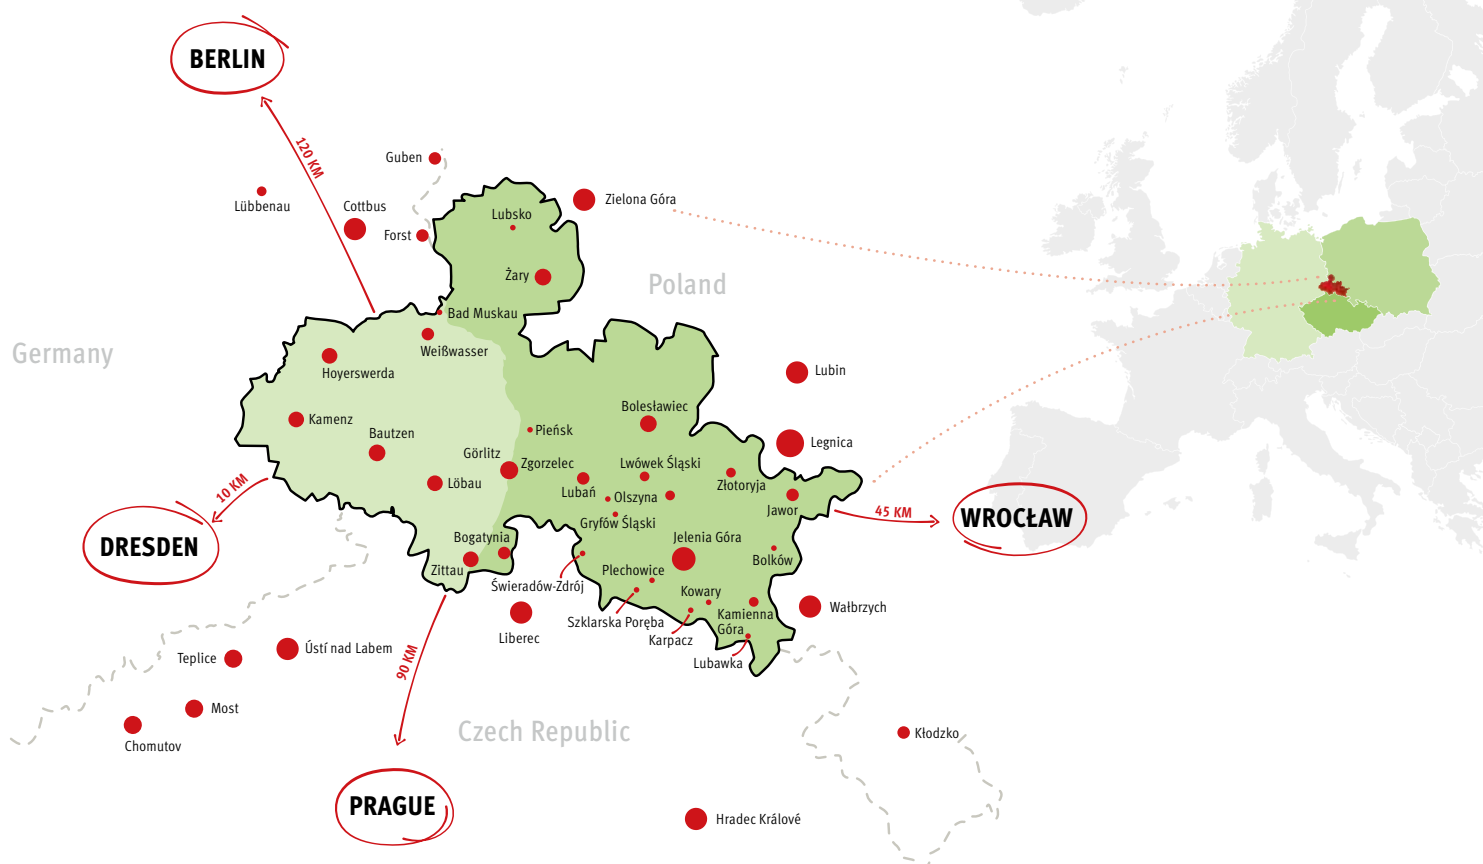 BERLIN
120 KM
Guben
Lübbenau
Cottbus
Forst
Lubsko
Zielona Góra
Żary
Poland
Bad Muskau
Weißwasser
Germany
Hoyerswerda
Lubin
Kamenz
Bautzen
Bolesławiec
Pieńsk
Legnica
Görlitz
Zgorzelec
Löbau
Lubań
Lwówek Śląski
Olszyna
Gryfów Śląski
Złotoryja
Jawor
10 KM
DRESDEN
45 KM
WROCŁAW
Bogatynia
Zittau
Jelenia Góra
Bolków
Świeradów-Zdrój
Plechowice
Szklarska Poręba
Kowary
Karpacz
Kamienna
Góra
Lubawka
Wałbrzych
Liberec
Ústí nad Labem
Teplice
90 KM
Most
Chomutov
Czech Republic
Kłodzko
PRAGUE
Hradec Králové